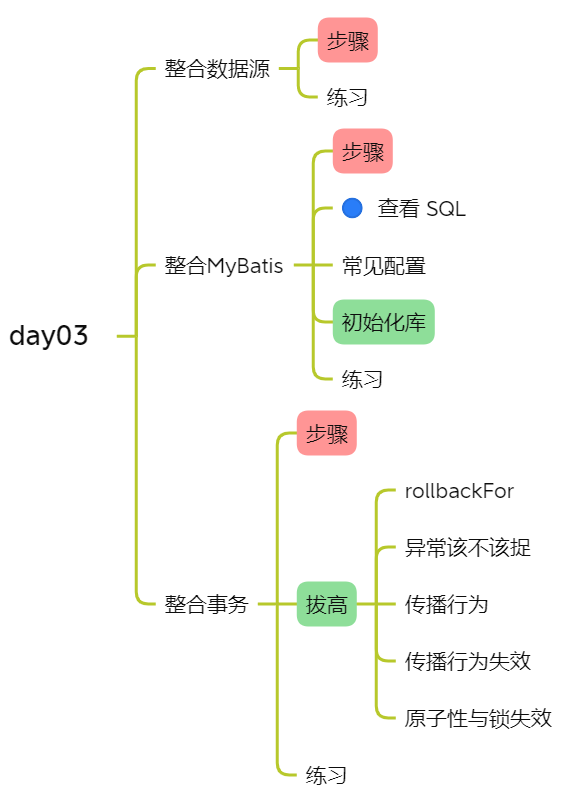 day03
整合数据源
步骤
练习
整合MyBatis
步骤
查看 SQL
常见配置
初始化库
练习
整合事务
步骤
拔高
rollbackFor
异常该不该捉
传播行为
传播行为失效
原子性与锁失效
练习